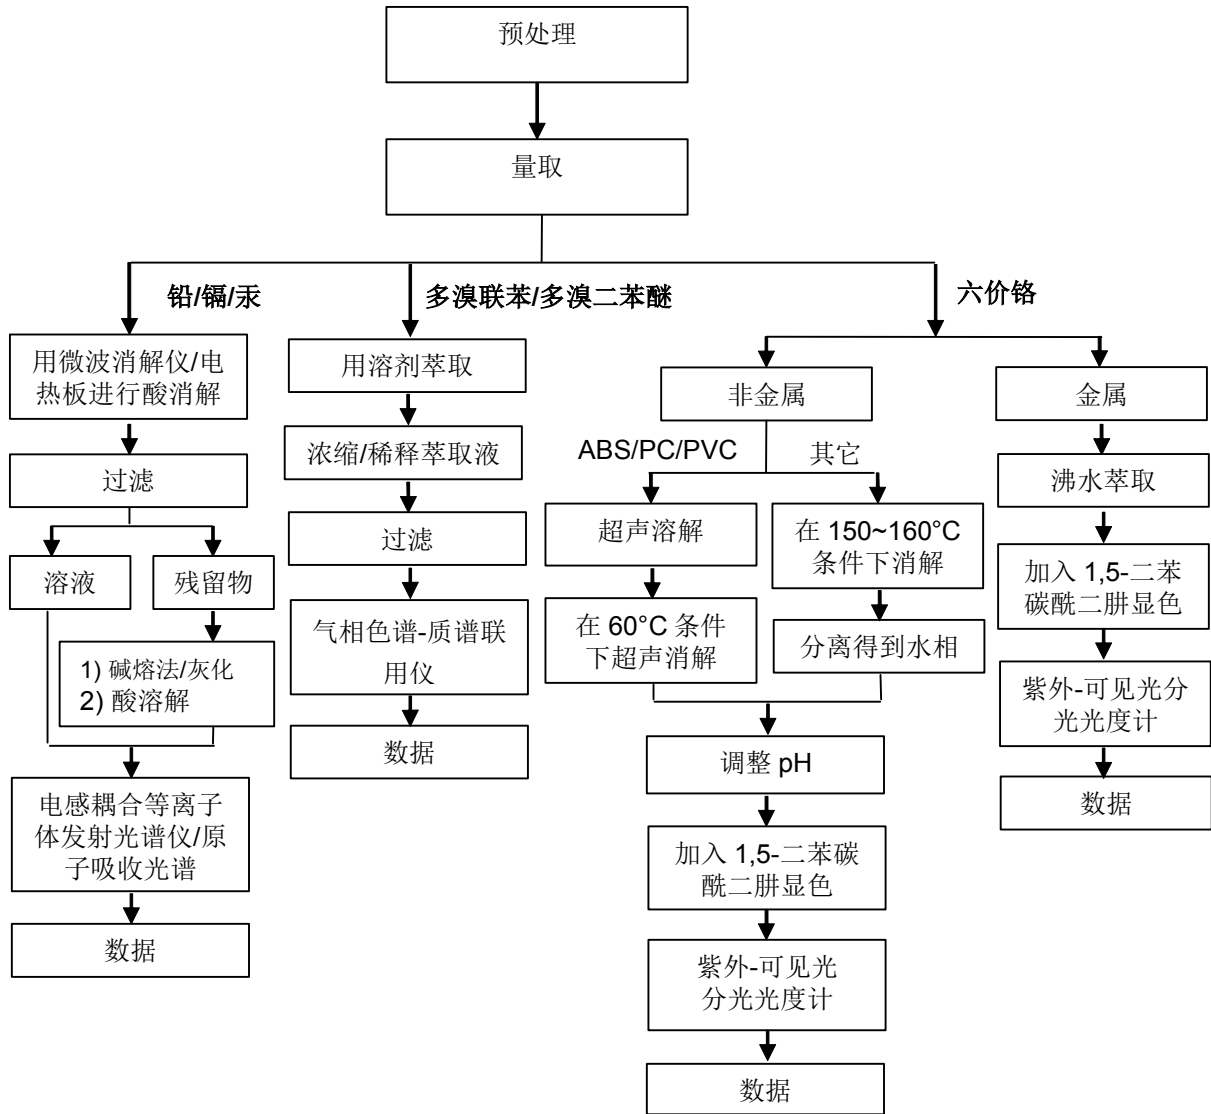 预处理
量取
铅/镉/汞
多溴联苯/多溴二苯醚
六价铬
用微波消解仪/电
热板进行酸消解
过滤
溶液
残留物
1) 碱熔法/灰化
2) 酸溶解
电感耦合等离子
体发射光谱仪/原
子吸收光谱
数据
用溶剂萃取
浓缩/稀释萃取液
过滤
气相色谱-质谱联
用仪
数据
非金属
ABS/PC/PVC
其它
超声溶解
在 60°C 条件
下超声消解
在 150~160°C
条件下消解
分离得到水相
调整 pH
加入 1,5-二苯碳
酰二肼显色
紫外-可见光
分光光度计
数据
金属
沸水萃取
加入 1,5-二苯
碳酰二肼显色
紫外-可见光分
光光度计
数据